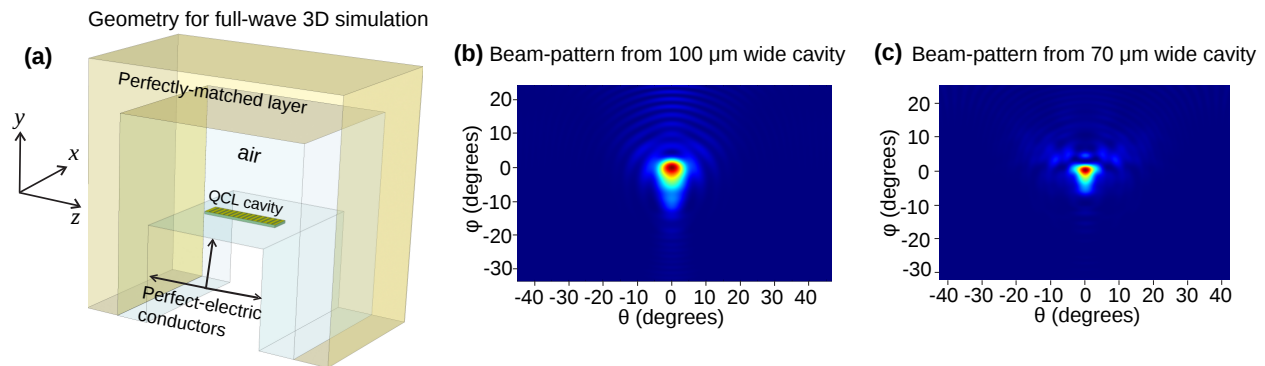 Geometry for full-wave 3D simulation
(a)
Perfectly-matched layer
air
QCL cavity
Perfect-electric
conductors
y
x
z
(b) Beam-pattern from 100 μm wide cavity
20
10
0
-10
-20
-30
φ (degrees)
-40 -30 -20 -10 0 10 20 30 40
θ (degrees)
(c) Beam-pattern from 70 μm wide cavity
20
10
0
-10
-20
-30
φ (degrees)
-40 -30 -20 -10 0 10 20 30 40
θ (degrees)